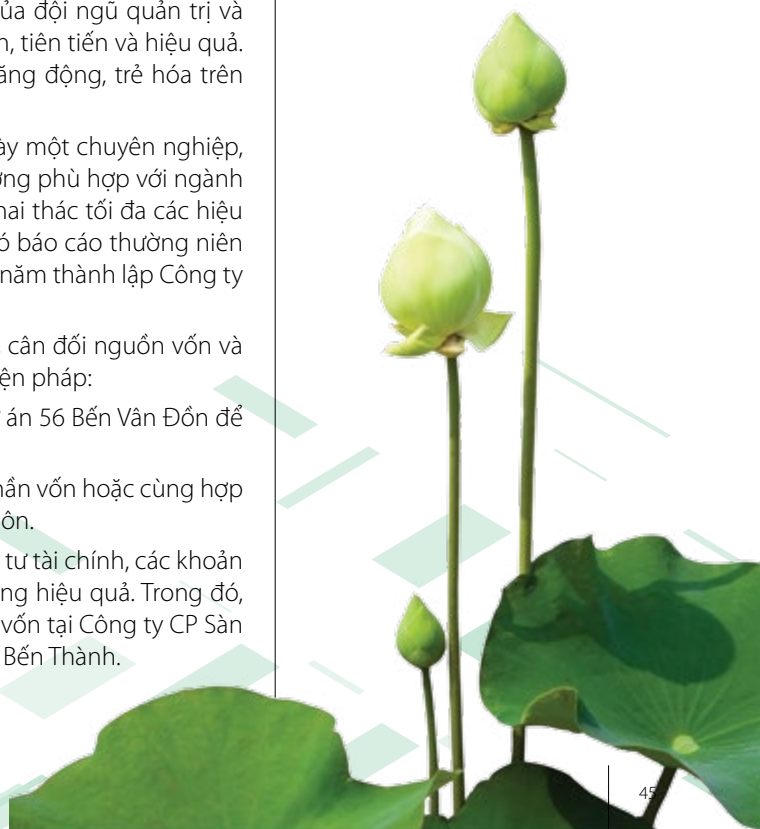 ủa đội ngũ quản trị và
n, tiên tiến và hiệu quả.
ăng động, trẻ hóa trên
ày một chuyên nghiệp,
ng phù hợp với ngành
hai thác tối đa các hiệu
ó báo cáo thường niên
năm thành lập Công ty
cân đối nguồn vốn và
ện pháp:
án 56 Bến Vân Đồn để
hần vốn hoặc cùng hợp
ôn.
tư tài chính, các khoản
ng hiệu quả. Trong đó,
vốn tại Công ty CP Sàn
Bến Thành.
45